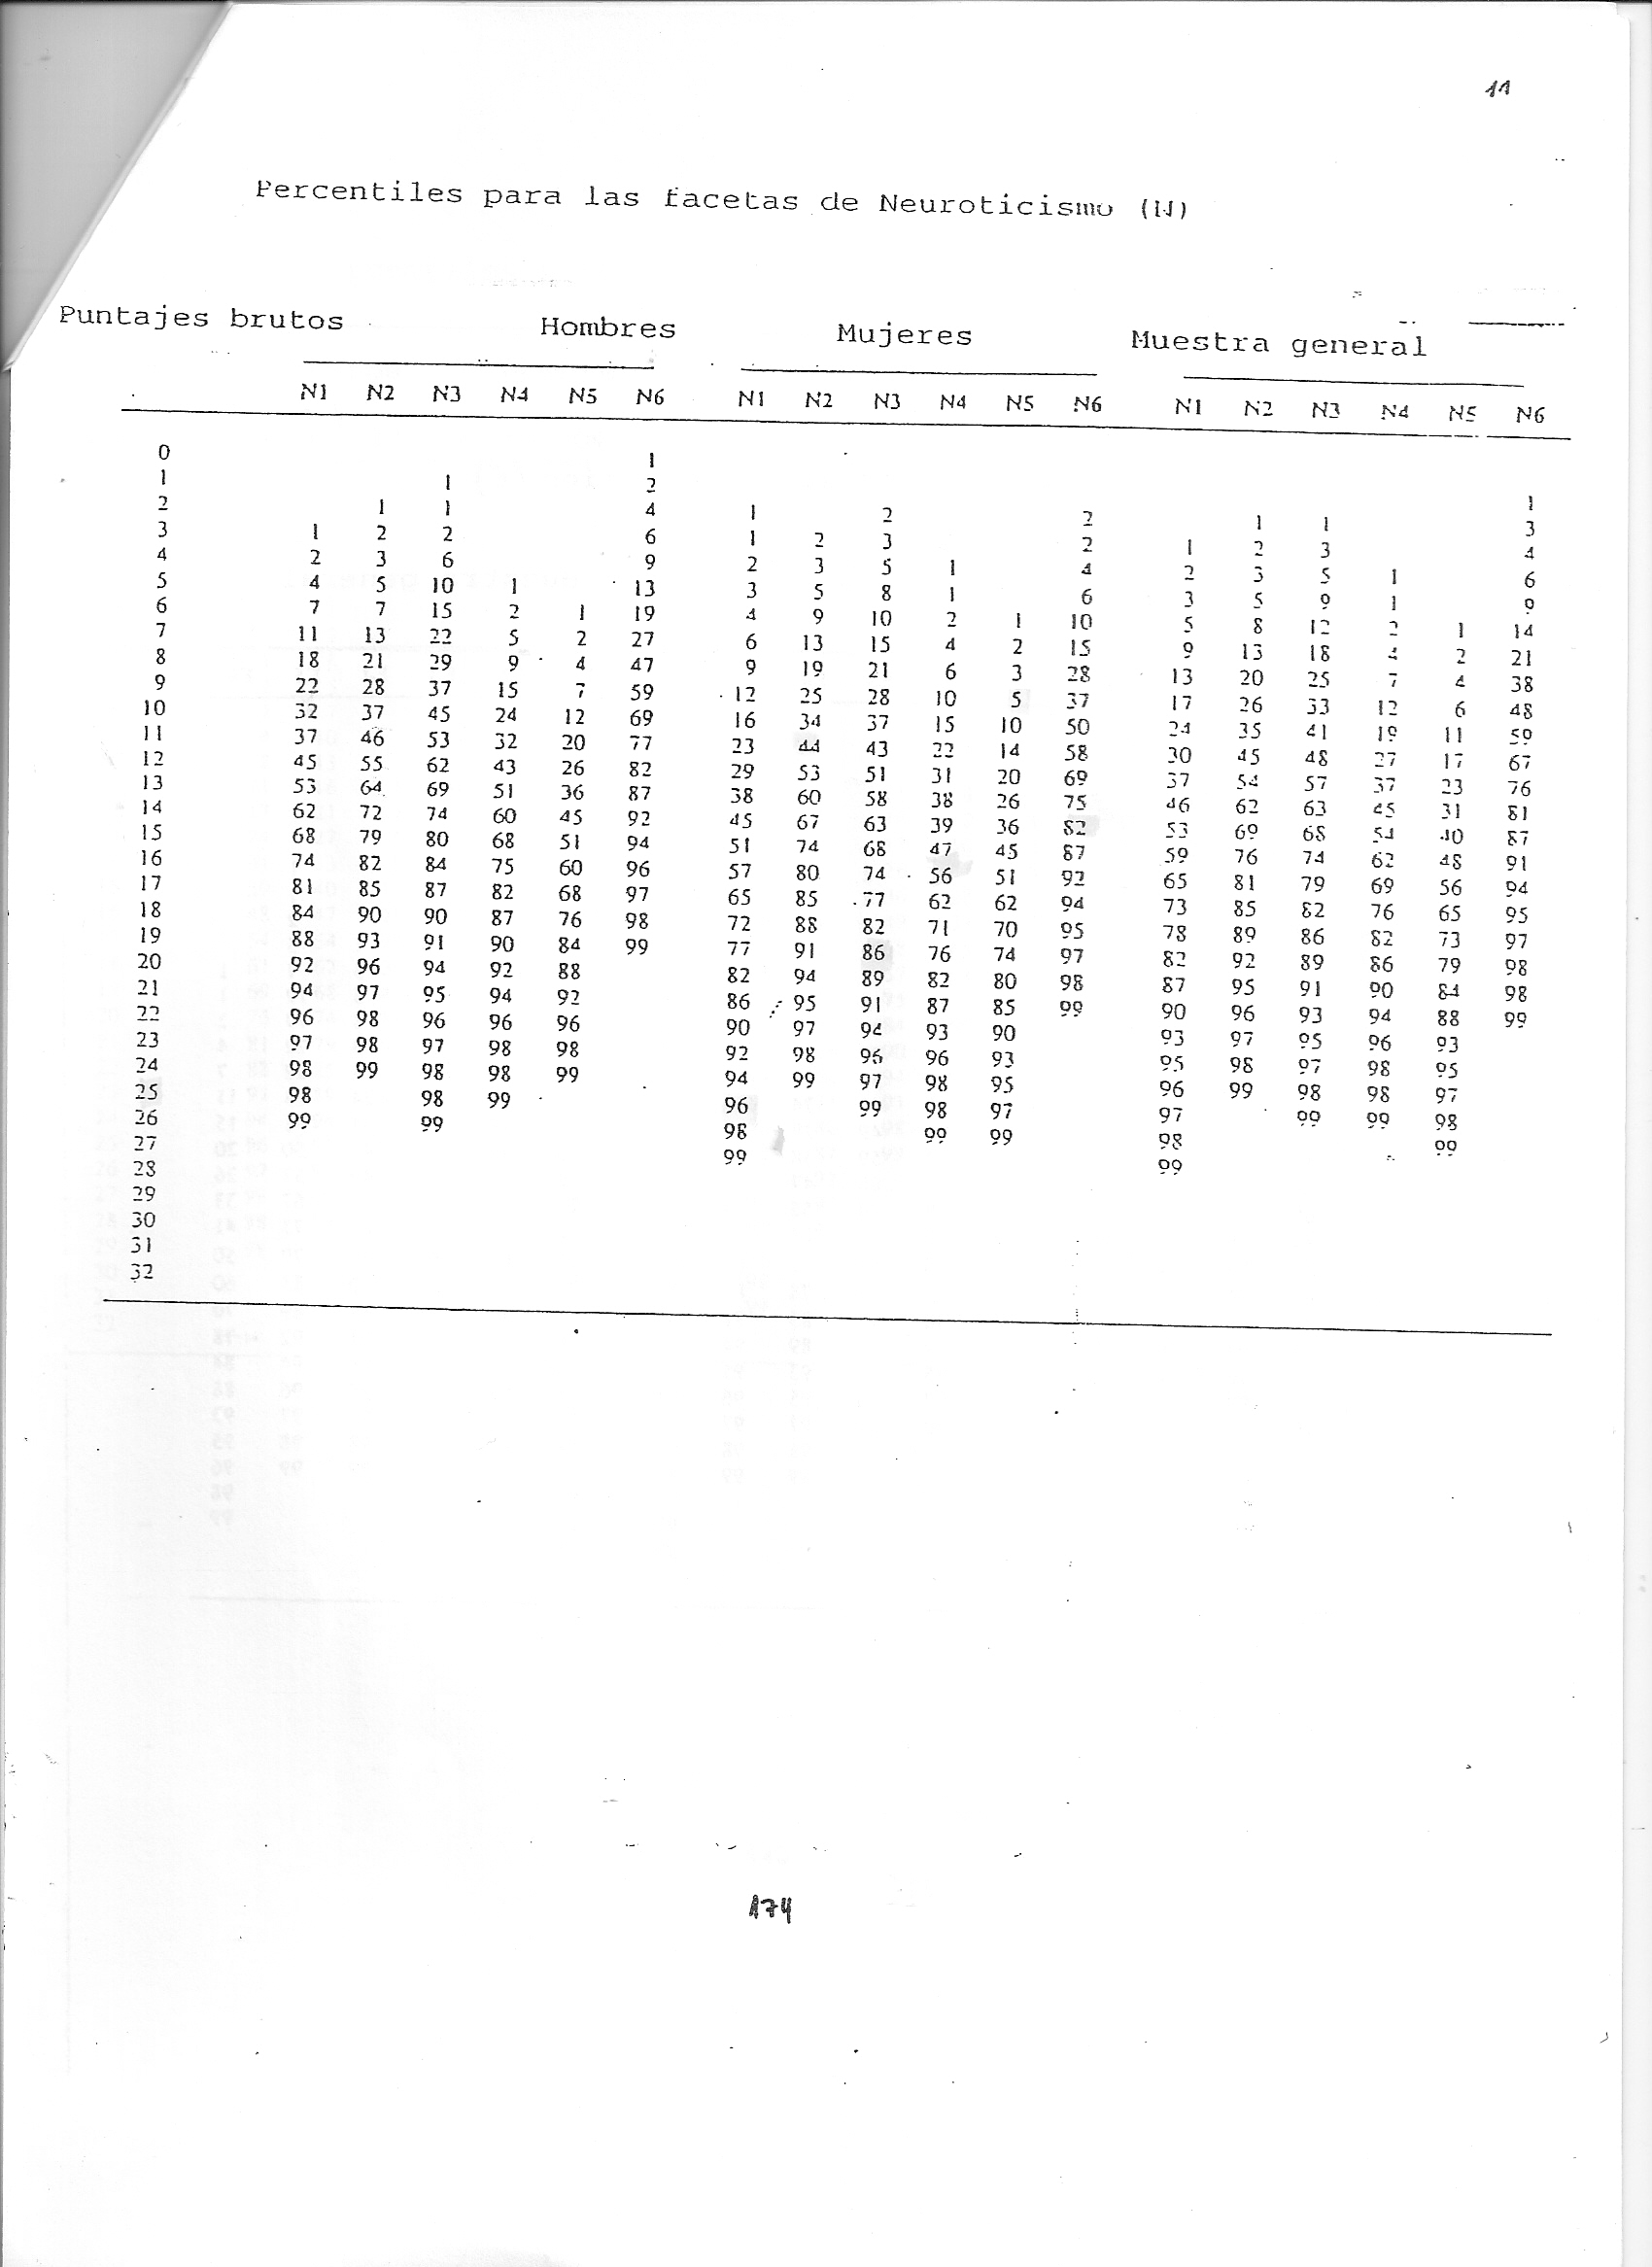 11
Percentiles para las facetas de Neuroticismo (N)
Puntajes brutos Hombres Mujeres Muestra general
N1 N2 N3 N4 N5 N6 N1 N2 N3 N4 N5 N6 N1 N2 N3 N4 N5 N6
0 1
1 1 2 1
2 1 1 4 1 2 2 1 1 3
3 1 2 2 6 1 2 3 2 1 2 3 4
4 2 3 6 9 2 3 5 1 4 2 3 5 1 6
5 4 5 10 1 13 3 5 8 1 6 3 5 9 1 9
6 7 7 15 2 1 19 4 9 10 2 1 10 5 8 12 2 1 14
7 11 13 22 5 2 27 6 13 15 4 2 15 9 13 18 4 2 21
8 18 21 29 9 4 47 9 19 21 6 3 28 13 20 25 7 4 38
9 22 28 37 15 7 59 12 25 28 10 5 37 17 26 33 12 6 48
10 32 37 45 24 12 69 16 34 37 15 10 50 24 35 41 19 11 59
11 37 46 53 32 20 77 23 44 43 22 14 58 30 45 48 27 17 67
12 45 55 62 43 26 82 29 53 51 31 20 69 37 54 57 37 23 76
13 53 64 69 51 36 87 38 60 58 38 26 75 46 62 63 45 31 81
14 62 72 74 60 45 92 45 67 63 39 36 82 53 69 68 54 40 87
15 68 79 80 68 51 94 51 74 68 47 45 87 59 76 74 62 48 91
16 74 82 84 75 60 96 57 80 74 56 51 92 65 81 79 69 56 94
17 81 85 87 82 68 97 65 85 77 62 62 94 73 85 82 76 65 95
18 84 90 90 87 76 98 72 88 82 71 70 95 78 89 86 82 73 97
19 88 93 91 90 84 99 77 91 86 76 74 97 82 92 89 86 79 98
20 92 96 94 92 88 82 94 89 82 80 98 87 95 91 90 84 98
21 94 97 95 94 92 86 95 91 87 85 99 90 96 93 94 88 99
22 96 98 96 96 96 90 97 94 93 90 93 97 95 96 93
23 97 98 97 98 98 92 98 96 96 93 95 98 97 98 95
24 98 99 98 98 99 94 99 97 98 95 96 99 98 98 97
25 98 98 99 96 99 98 97 97 99 99 98
26 99 99 98 99 99 98 99
27 99 99
28
29
30
31
32
174